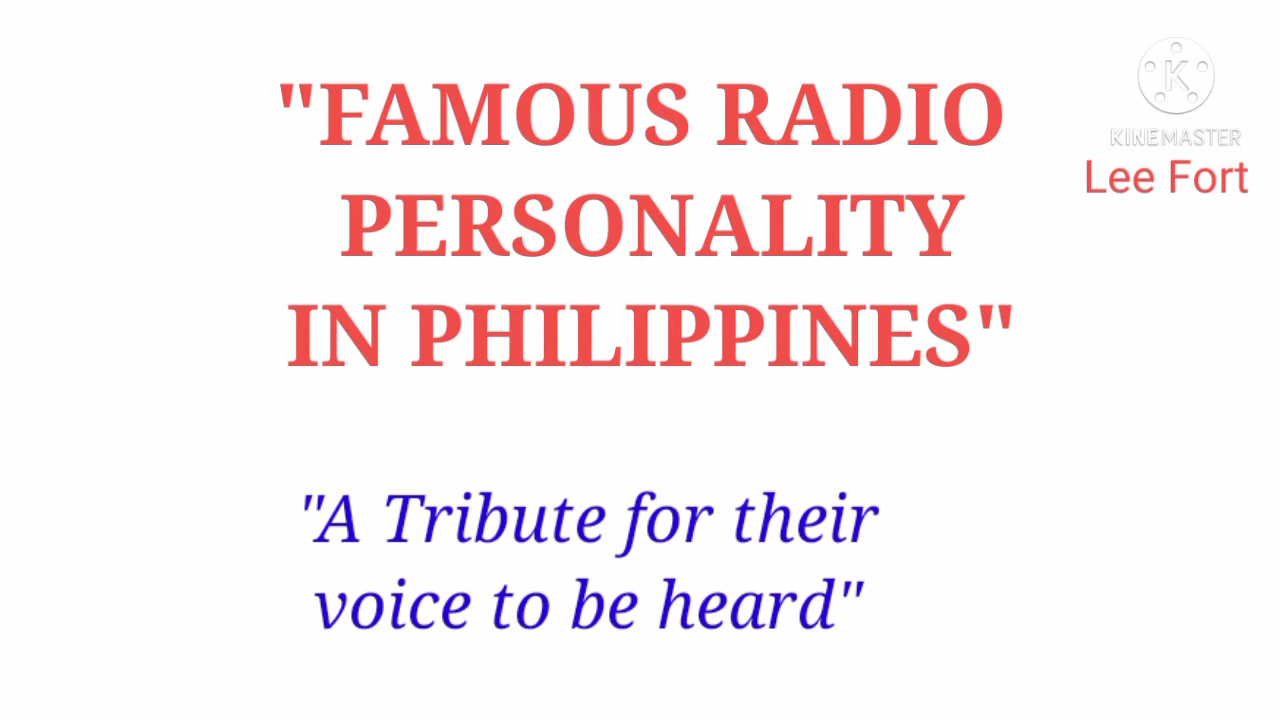 "FAMOUS RADIO
PERSONALITY
IN PHILIPPINES"
K
KINEMASTER
Lee Fort
"A Tribute for their
voice to be heard"